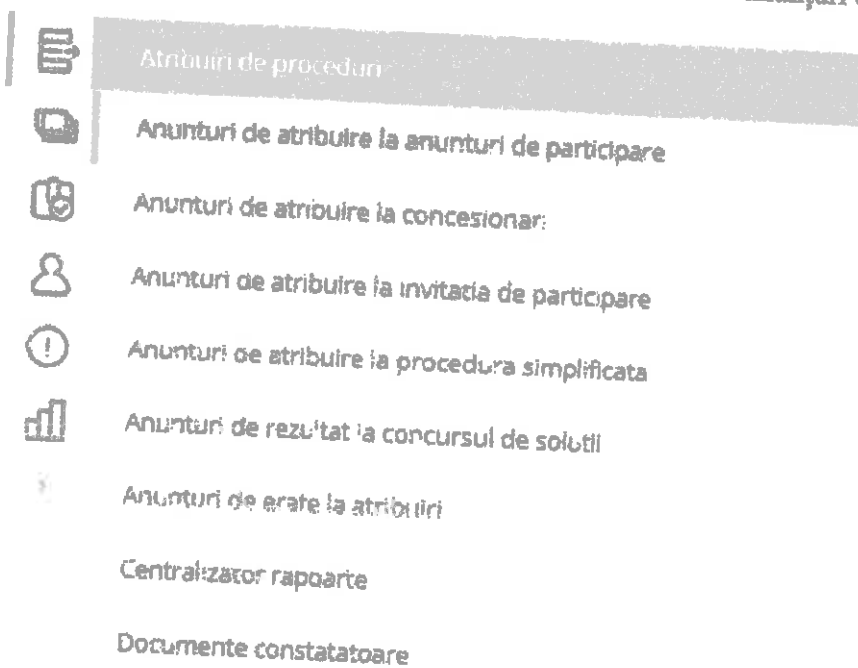 Atribuiri de proceduri
Anunturi de atribuire la anunturi de participare
Anunturi de atribuire la concesionari
Anunturi de atribuire la invitatia de participare
Anunturi de atribuire la procedura simplificata
Anunturi de rezultat la concursul de solutii
Anunturi de erate la atribuiri
Centralizator rapoarte
Documente constatatoare